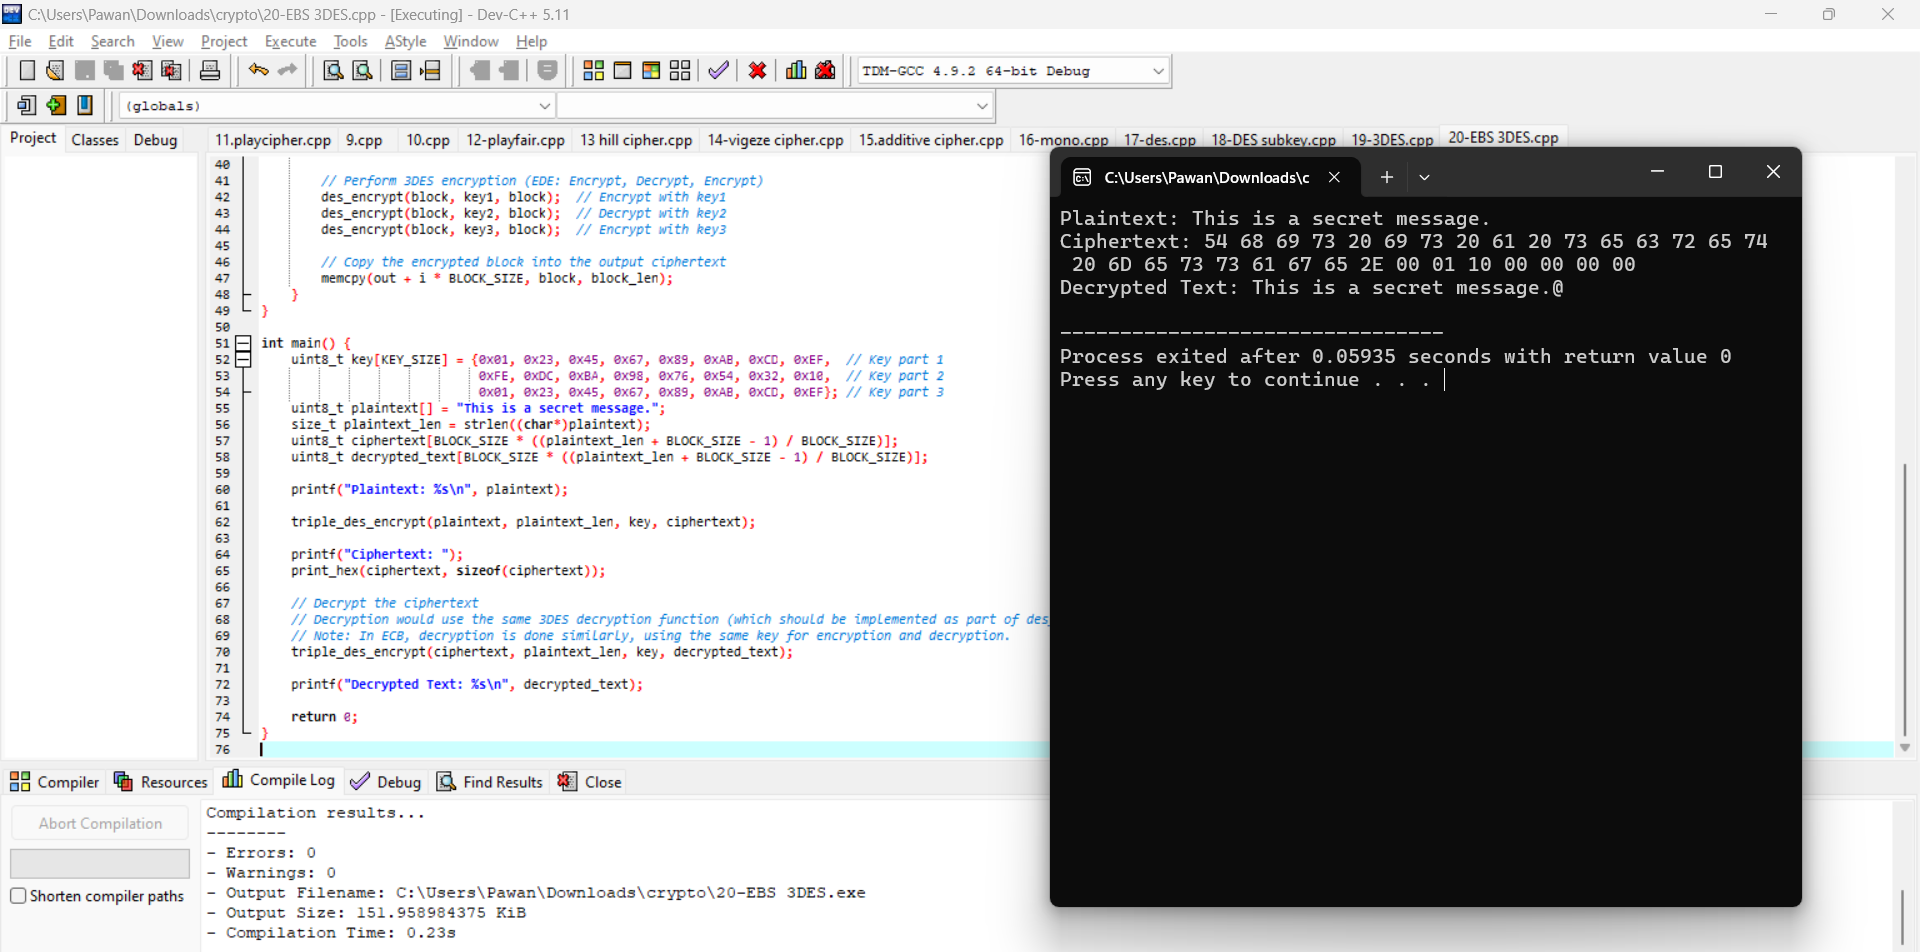 C:\Users\Pawan\Downloads\crypto\20-EBS 3DES.cpp - [Executing] - Dev-C++ 5.11
File Edit Search View Project Execute Tools AStyle Window Help
TDM-GCC 4.9.2 64-bit Debug
(globals)
Project Classes Debug
11.playcipher.cpp 9.cpp 10.cpp 12-playfair.cpp 13 hill cipher.cpp 14-vigeze cipher.cpp 15.additive cipher.cpp 16-mono.cpp 17-des.cpp 18-DES subkey.cpp 19-3DES.cpp 20-EBS 3DES.cpp
40
41 // Perform 3DES encryption (EDE: Encrypt, Decrypt, Encrypt)
42 des_encrypt(block, key1, block); // Encrypt with key1
43 des_encrypt(block, key2, block); // Decrypt with key2
44 des_encrypt(block, key3, block); // Encrypt with key3
45
46 // Copy the encrypted block into the output ciphertext
47 memcpy(out + i * BLOCK_SIZE, block, block_len);
48 }
49 }
50
51 int main() {
52 uint8_t key[KEY_SIZE] = {0x01, 0x23, 0x45, 0x67, 0x89, 0xAB, 0xCD, 0xEF, // Key part 1
53 0xFE, 0xDC, 0xBA, 0x98, 0x76, 0x54, 0x32, 0x10, // Key part 2
54 0x01, 0x23, 0x45, 0x67, 0x89, 0xAB, 0xCD, 0xEF}; // Key part 3
55 uint8_t plaintext[] = "This is a secret message.";
56 size_t plaintext_len = strlen((char*)plaintext);
57 uint8_t ciphertext[BLOCK_SIZE * ((plaintext_len + BLOCK_SIZE - 1) / BLOCK_SIZE)];
58 uint8_t decrypted_text[BLOCK_SIZE * ((plaintext_len + BLOCK_SIZE - 1) / BLOCK_SIZE)];
59
60 printf("Plaintext: %s\n", plaintext);
61
62 triple_des_encrypt(plaintext, plaintext_len, key, ciphertext);
63
64 printf("Ciphertext: ");
65 print_hex(ciphertext, sizeof(ciphertext));
66
67 // Decrypt the ciphertext
68 // Decryption would use the same 3DES decryption function (which should be implemented as part of des
69 // Note: In ECB, decryption is done similarly, using the same key for encryption and decryption.
70 triple_des_encrypt(ciphertext, plaintext_len, key, decrypted_text);
71
72 printf("Decrypted Text: %s\n", decrypted_text);
73
74 return 0;
75 }
76
C:\Users\Pawan\Downloads\c
Plaintext: This is a secret message.
Ciphertext: 54 68 69 73 20 69 73 20 61 20 73 65 63 72 65 74
20 6D 65 73 73 61 67 65 2E 00 01 10 00 00 00 00
Decrypted Text: This is a secret message.@
--------------------------------
Process exited after 0.05935 seconds with return value 0
Press any key to continue . . .
Compiler Resources Compile Log Debug Find Results Close
Abort Compilation
Shorten compiler paths
Compilation results...
--------
- Errors: 0
- Warnings: 0
- Output Filename: C:\Users\Pawan\Downloads\crypto\20-EBS 3DES.exe
- Output Size: 151.958984375 KiB
- Compilation Time: 0.23s